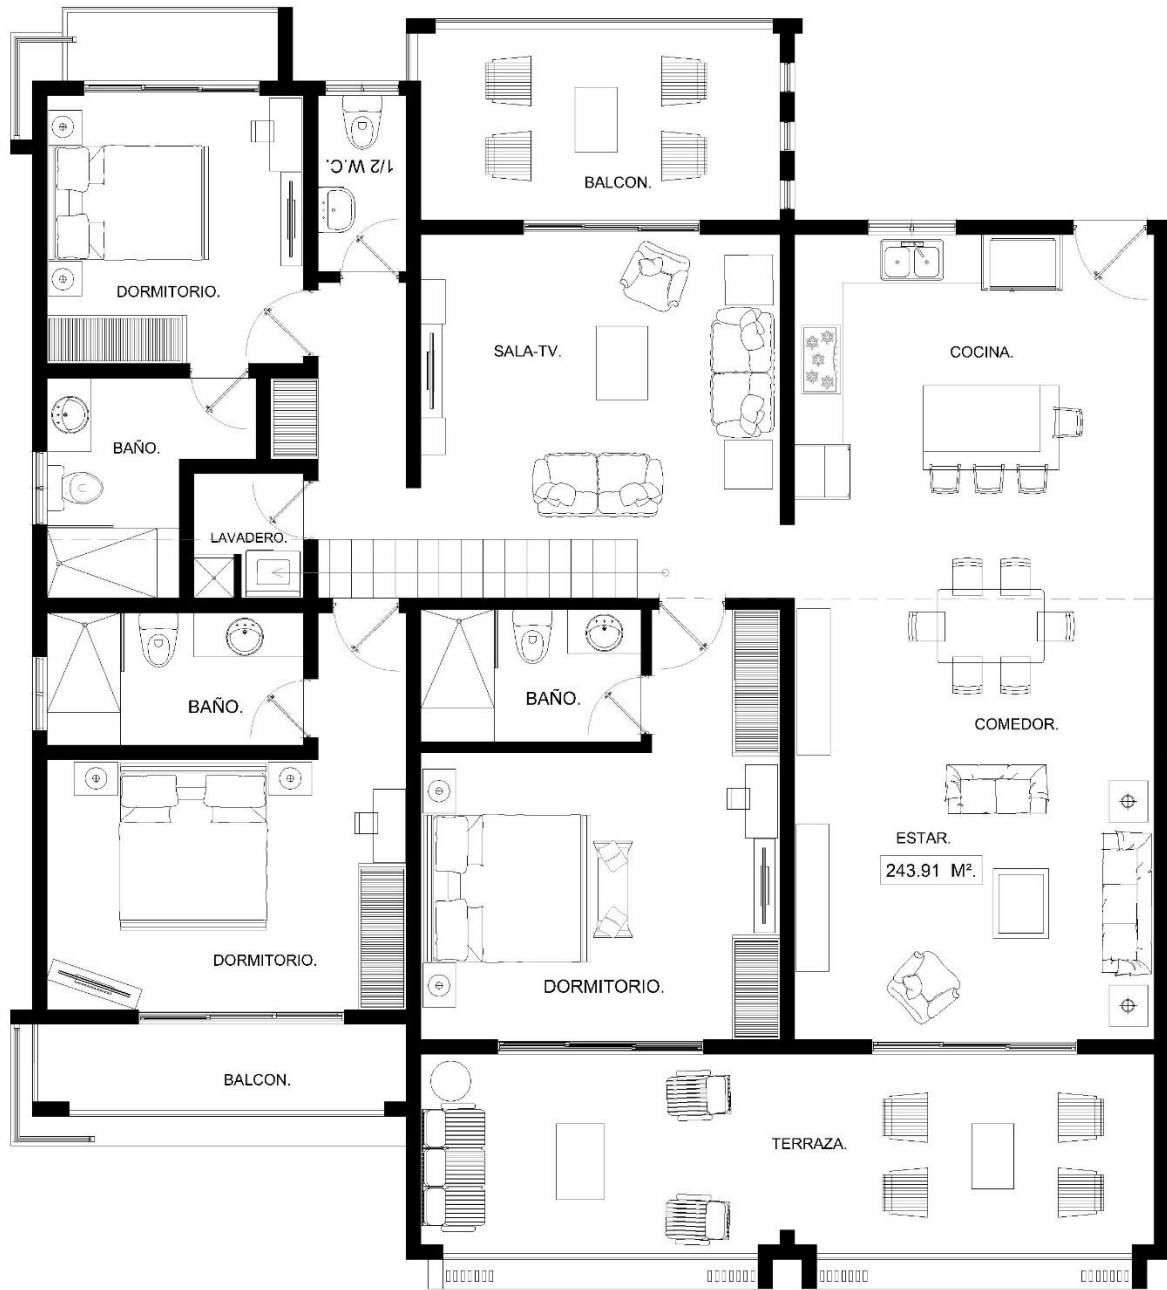 1/2 W.C.
BALCON.
DORMITORIO.
SALA-TV.
COCINA.
BAÑO.
LAVADERO.
BAÑO.
BAÑO.
COMEDOR.
ESTAR.
243.91 M².
DORMITORIO.
DORMITORIO.
BALCON.
TERRAZA.